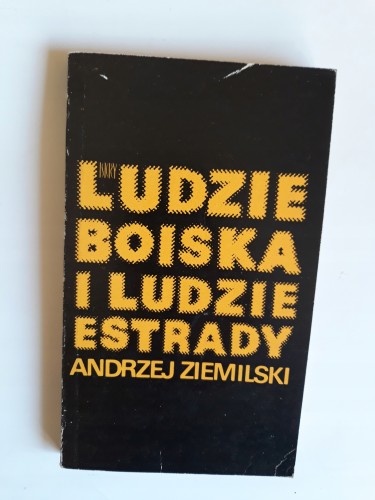 LUDZIE
BOISKA
I LUDZIE
ESTRADY
ANDRZEJ ZIEMILSKI